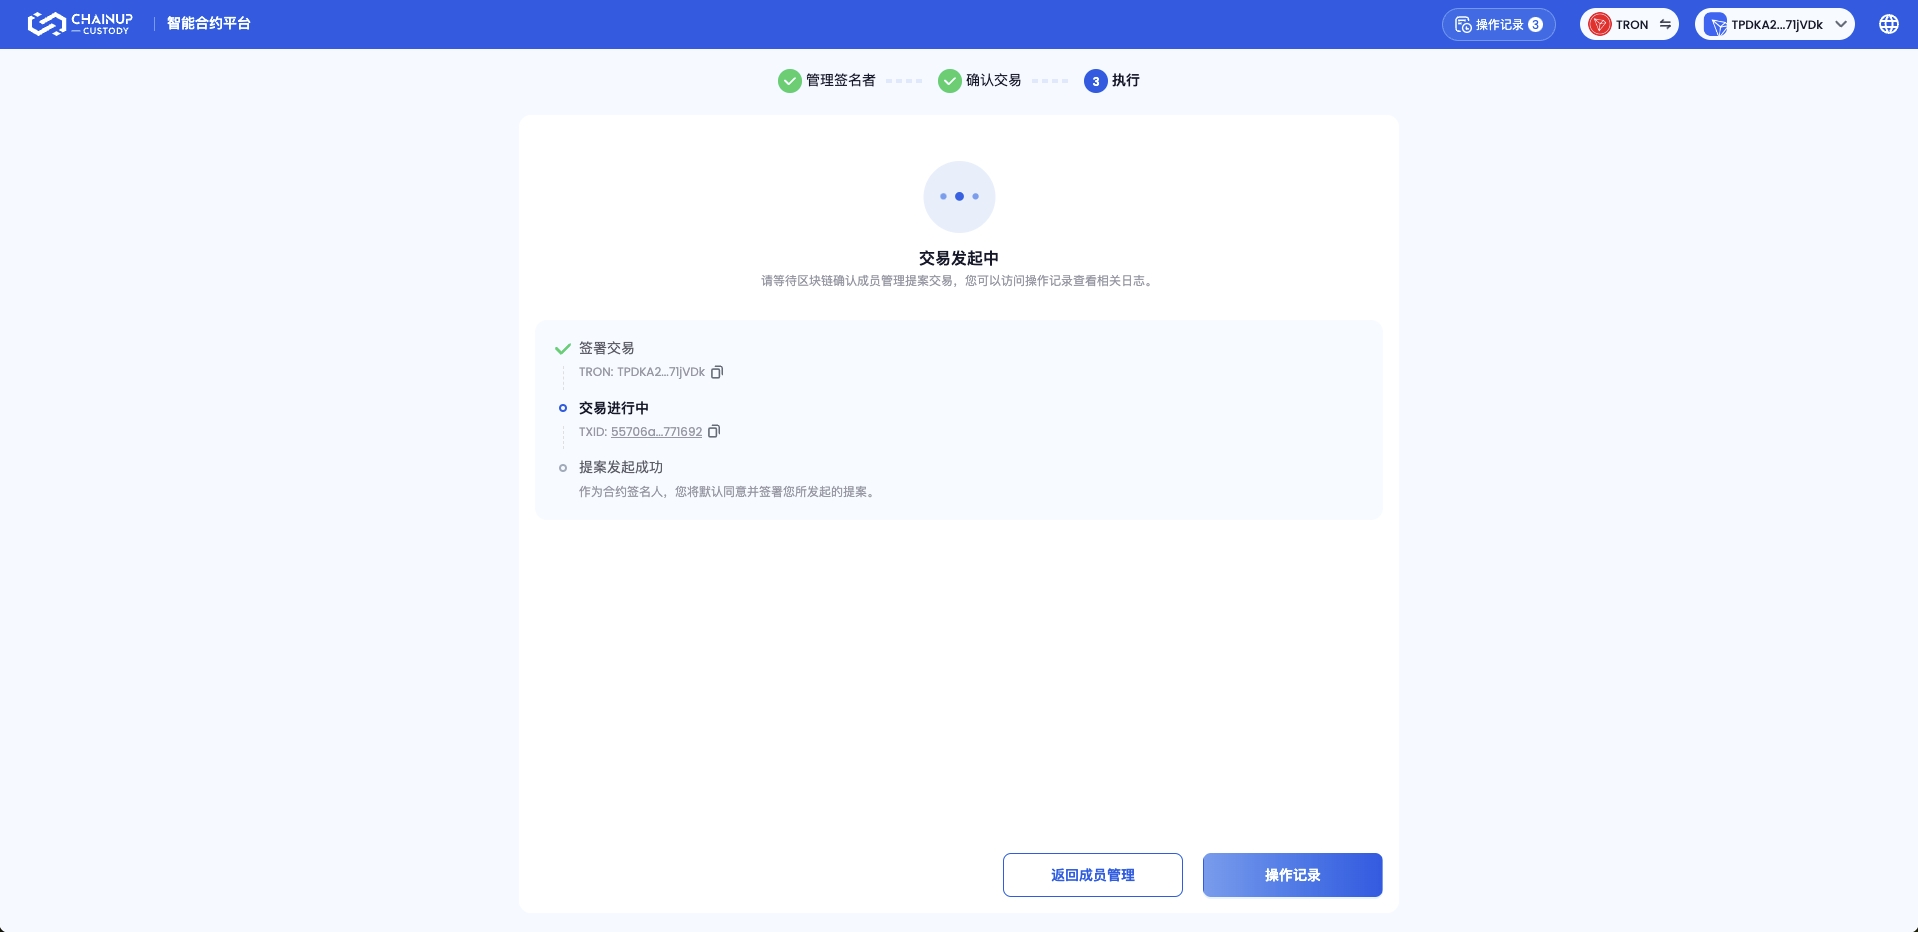 CHAINUP
CUSTODY
智能合约平台
操作记录 3
TRON
TPDKA2...71jVDk
管理签名者
确认交易
3 执行
交易发起中
请等待区块链确认成员管理提案交易，您可以访问操作记录查看相关日志。
签署交易
TRON: TPDKA2...71jVDk
交易进行中
TXID: 55706a...771692
提案发起成功
作为合约签名人，您将默认同意并签署您所发起的提案。
返回成员管理
操作记录